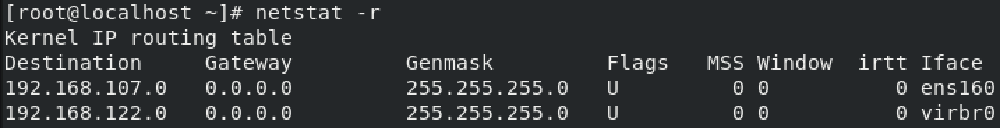 [root@localhost ~]# netstat -r
Kernel IP routing table
Destination     Gateway         Genmask         Flags   MSS Window  irtt Iface
192.168.107.0   0.0.0.0         255.255.255.0   U         0 0          0 ens160
192.168.122.0   0.0.0.0         255.255.255.0   U         0 0          0 virbr0